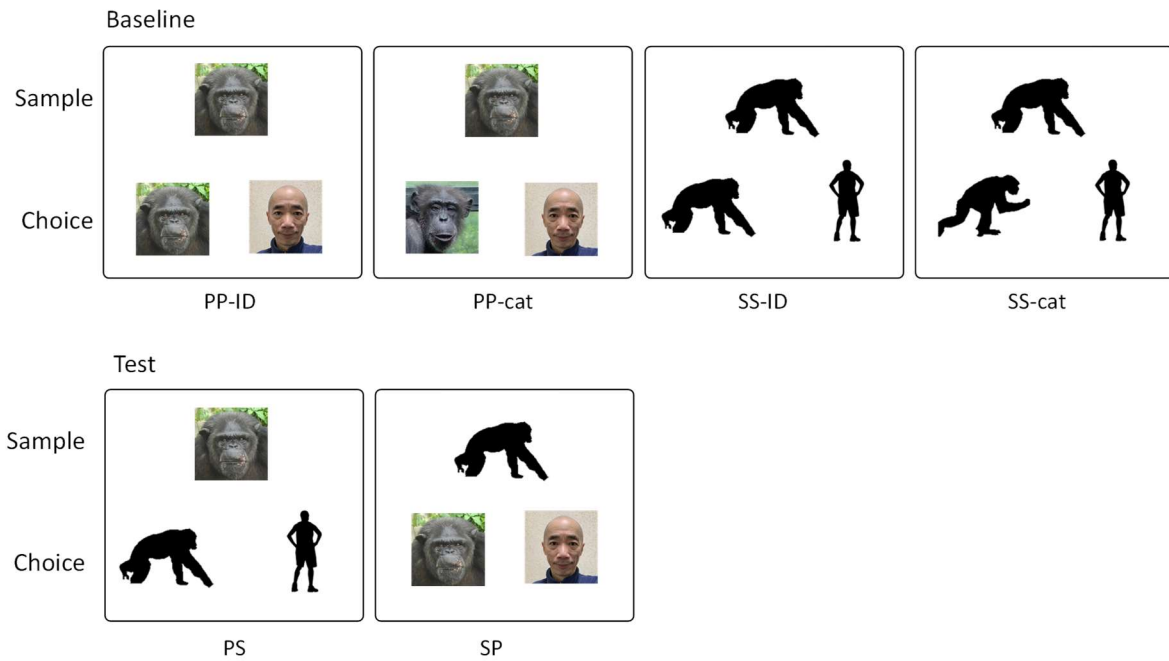 Baseline
Sample
Choice
PP-ID
PP-cat
SS-ID
SS-cat
Test
Sample
Choice
PS
SP